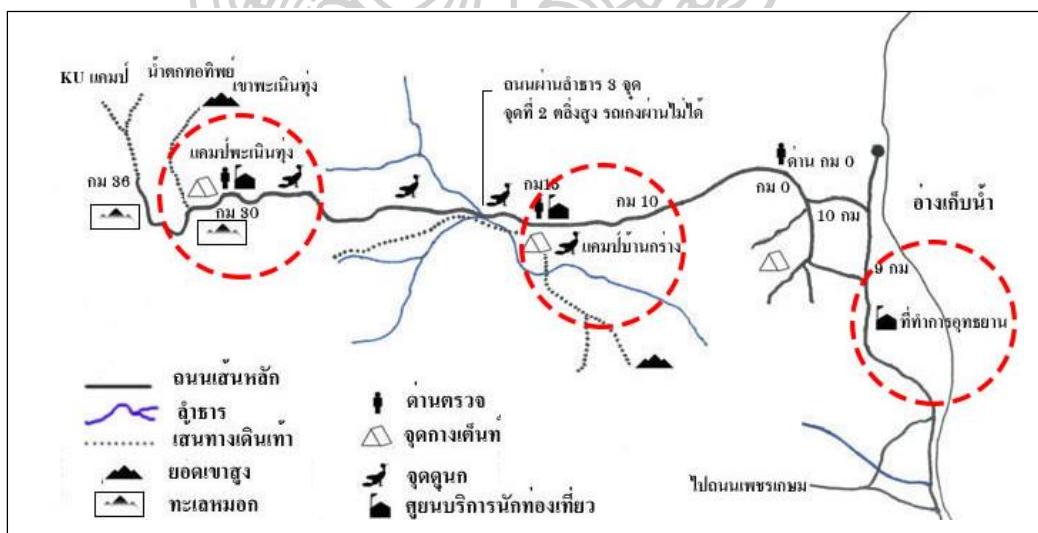 KU แคมป์
น้ำตกทอทิพย์
เขาพะเนินทุ่ง
ถนนผ่านลำธาร 3 จุด
จุดที่ 2 ตลิ่งสูง รถเก๋งผ่านไม่ได้
แคมป์พะเนินทุ่ง
ด่าน กม 0
กม 36
กม 30
กม15
กม 10
กม 0
10 กม
อ่างเก็บน้ำ
แคมป์บ้านกร่าง
9 กม
ที่ทำการอุทธยาน
ถนนเส้นหลัก
ลำธาร
เส้นทางเดินเท้า
ยอดเขาสูง
ทะเลหมอก
ด่านตรวจ
จุดกางเต็นท์
จุดดูนก
ศูยนบริการนักท่องเที่ยว
ไปถนนเพชรเกษม